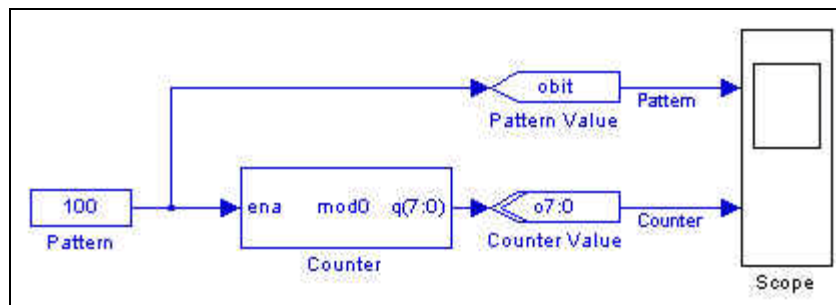 obit
Pattern
Pattern Value
100
ena mod0 q(7:0)
o7:0
Counter
Pattern
Counter Value
Counter
Scope